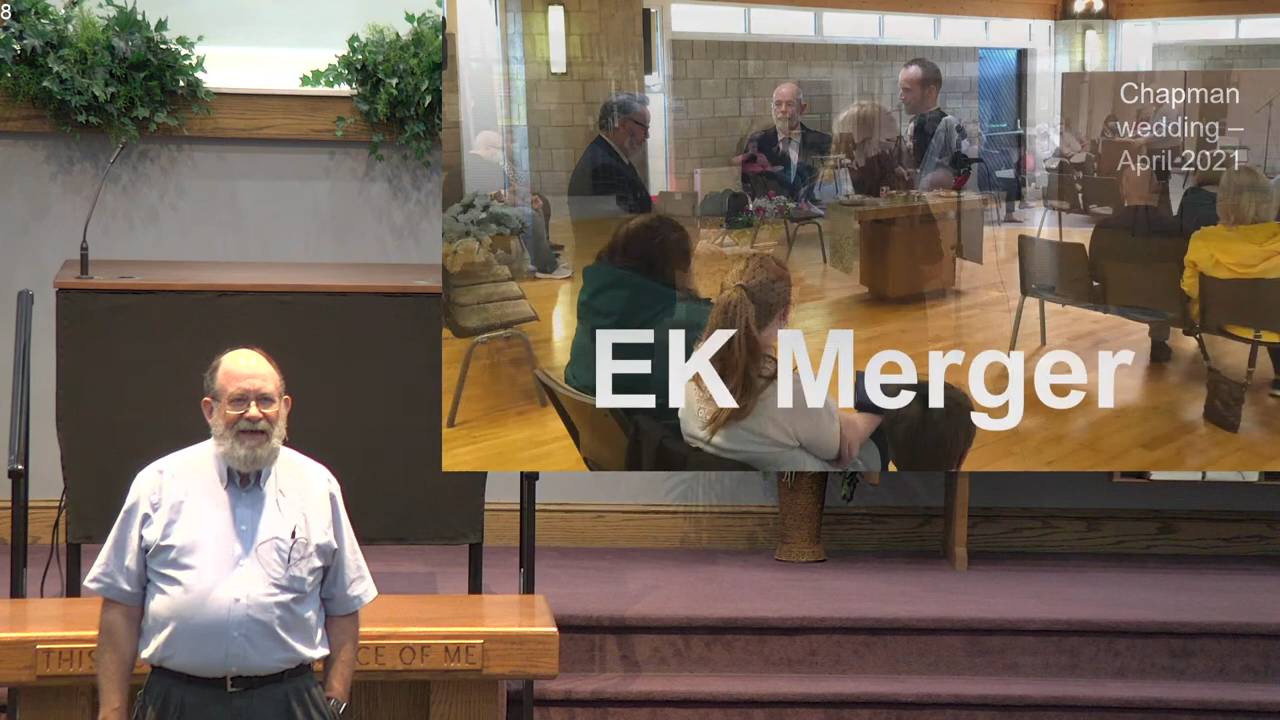 8
Chapman
wedding –
April 2021
EK Merger
THIS
CE OF ME